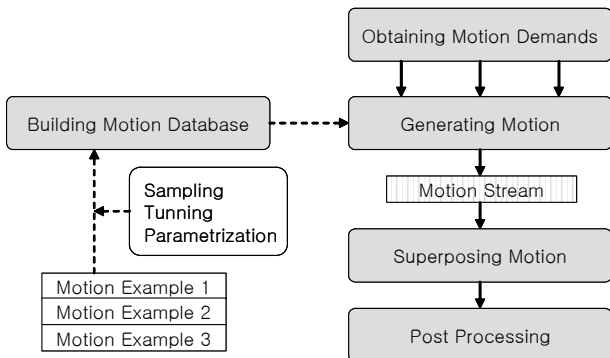 Obtaining Motion Demands
Building Motion Database
Generating Motion
Motion Stream
Sampling
Tunning
Parametrization
Superposing Motion
Motion Example 1
Motion Example 2
Motion Example 3
Post Processing